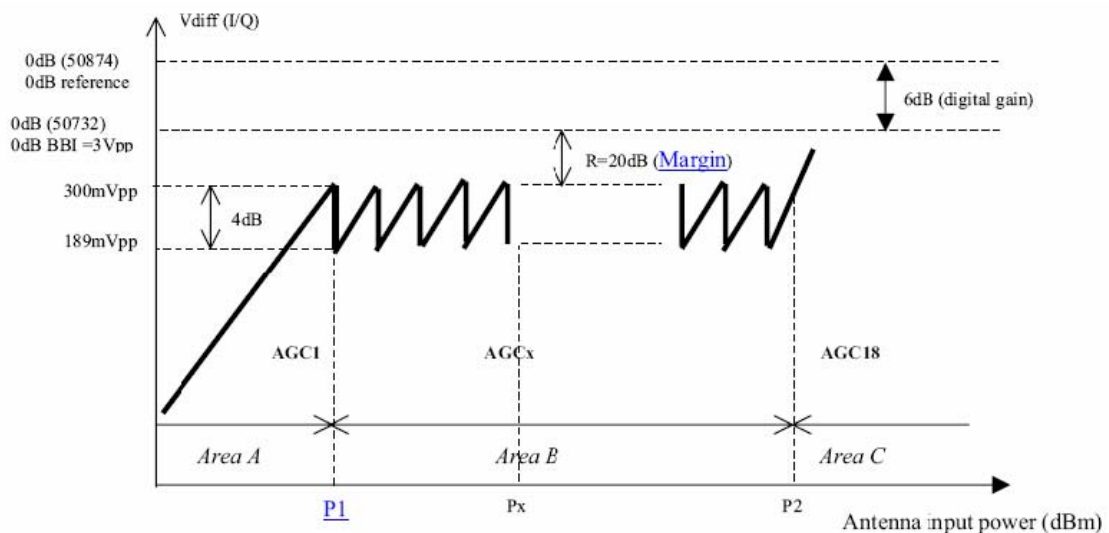 Vdiff (I/Q)
0dB (50874)
0dB reference
6dB (digital gain)
0dB (50732)
0dB BBI =3Vpp
R=20dB (Margin)
300mVpp
4dB
189mVpp
AGC1
AGCx
AGC18
Area A
Area B
Area C
P1
Px
P2
Antenna input power (dBm)